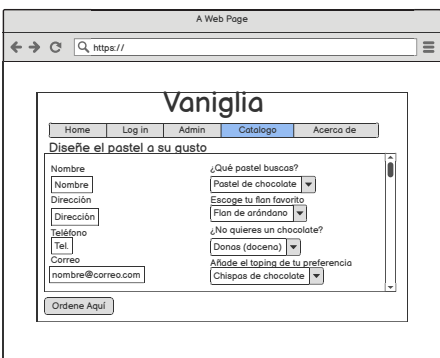 A Web Page
https://
Vaniglia
Home Log in Admin Catalogo Acerca de
Diseñe el pastel a su gusto
Nombre
Nombre
Dirección
Dirección
Teléfono
Tel.
Correo
nombre@correo.com
¿Qué pastel buscas?
Pastel de chocolate
Escoge tu flan favorito
Flan de arándano
¿No quieres un chocolate?
Donas (docena)
Añade el toping de tu preferencia
Chispas de chocolate
Ordene Aquí